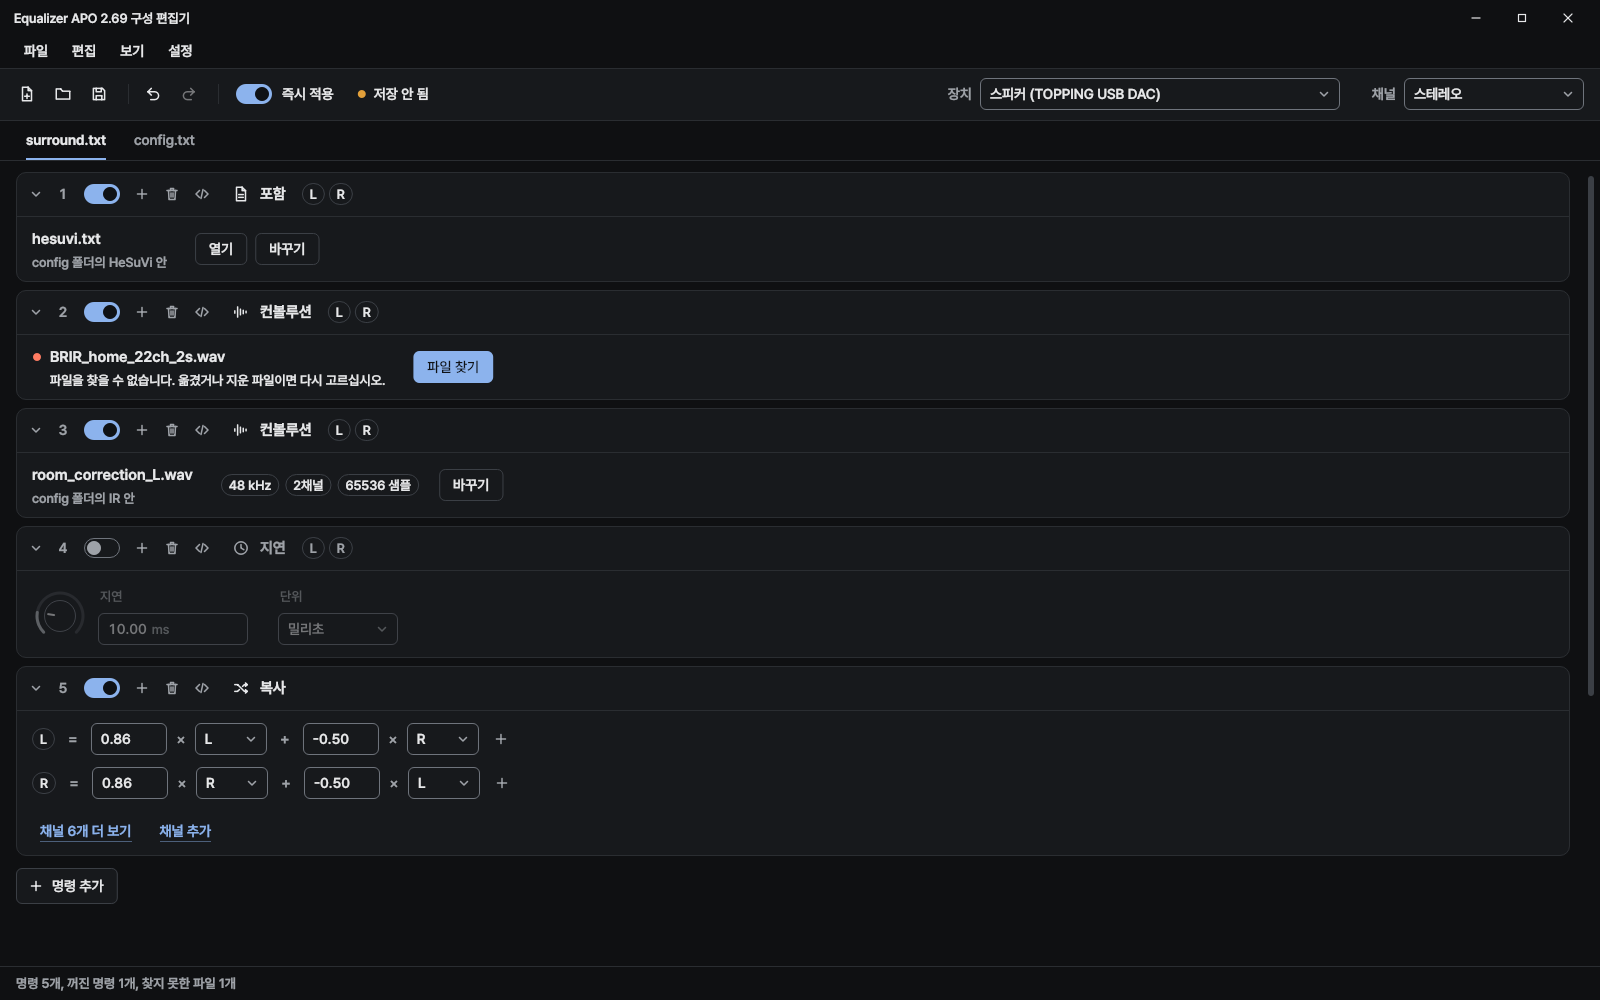 Equalizer APO 2.69 구성 편집기
파일 편집 보기 설정
즉시 적용 저장 안 됨 장치 스피커 (TOPPING USB DAC) 채널 스테레오
surround.txt config.txt
1 포함 L R
hesuvi.txt
config 폴더의 HeSuVi 안
열기 바꾸기
2 컨볼루션 L R
BRIR_home_22ch_2s.wav
파일을 찾을 수 없습니다. 옮겼거나 지운 파일이면 다시 고르십시오.
파일 찾기
3 컨볼루션 L R
room_correction_L.wav
config 폴더의 IR 안
48 kHz 2채널 65536 샘플 바꾸기
4 지연 L R
지연 단위
10.00 ms 밀리초
5 복사
L = 0.86 × L + -0.50 × R +
R = 0.86 × R + -0.50 × L +
채널 6개 더 보기 채널 추가
+ 명령 추가
명령 5개, 꺼진 명령 1개, 찾지 못한 파일 1개